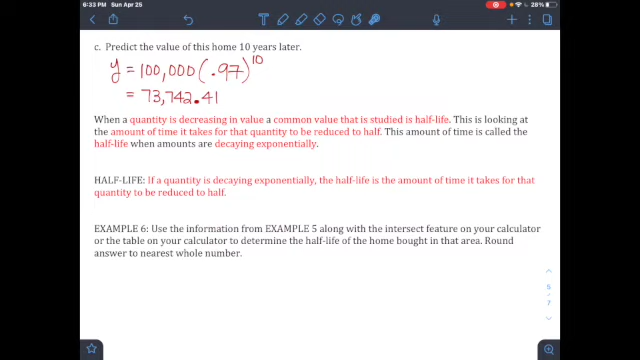 6:33 PM Sun Apr 25
28%
c. Predict the value of this home 10 years later.
y = 100,000 (.97)^10
= 73,742.41
When a quantity is decreasing in value a common value that is studied is half-life. This is looking at
the amount of time it takes for that quantity to be reduced to half. This amount of time is called the
half-life when amounts are decaying exponentially.
HALF-LIFE: If a quantity is decaying exponentially, the half-life is the amount of time it takes for that
quantity to be reduced to half.
EXAMPLE 6: Use the information from EXAMPLE 5 along with the intersect feature on your calculator
or the table on your calculator to determine the half-life of the home bought in that area. Round
answer to nearest whole number.
5
7